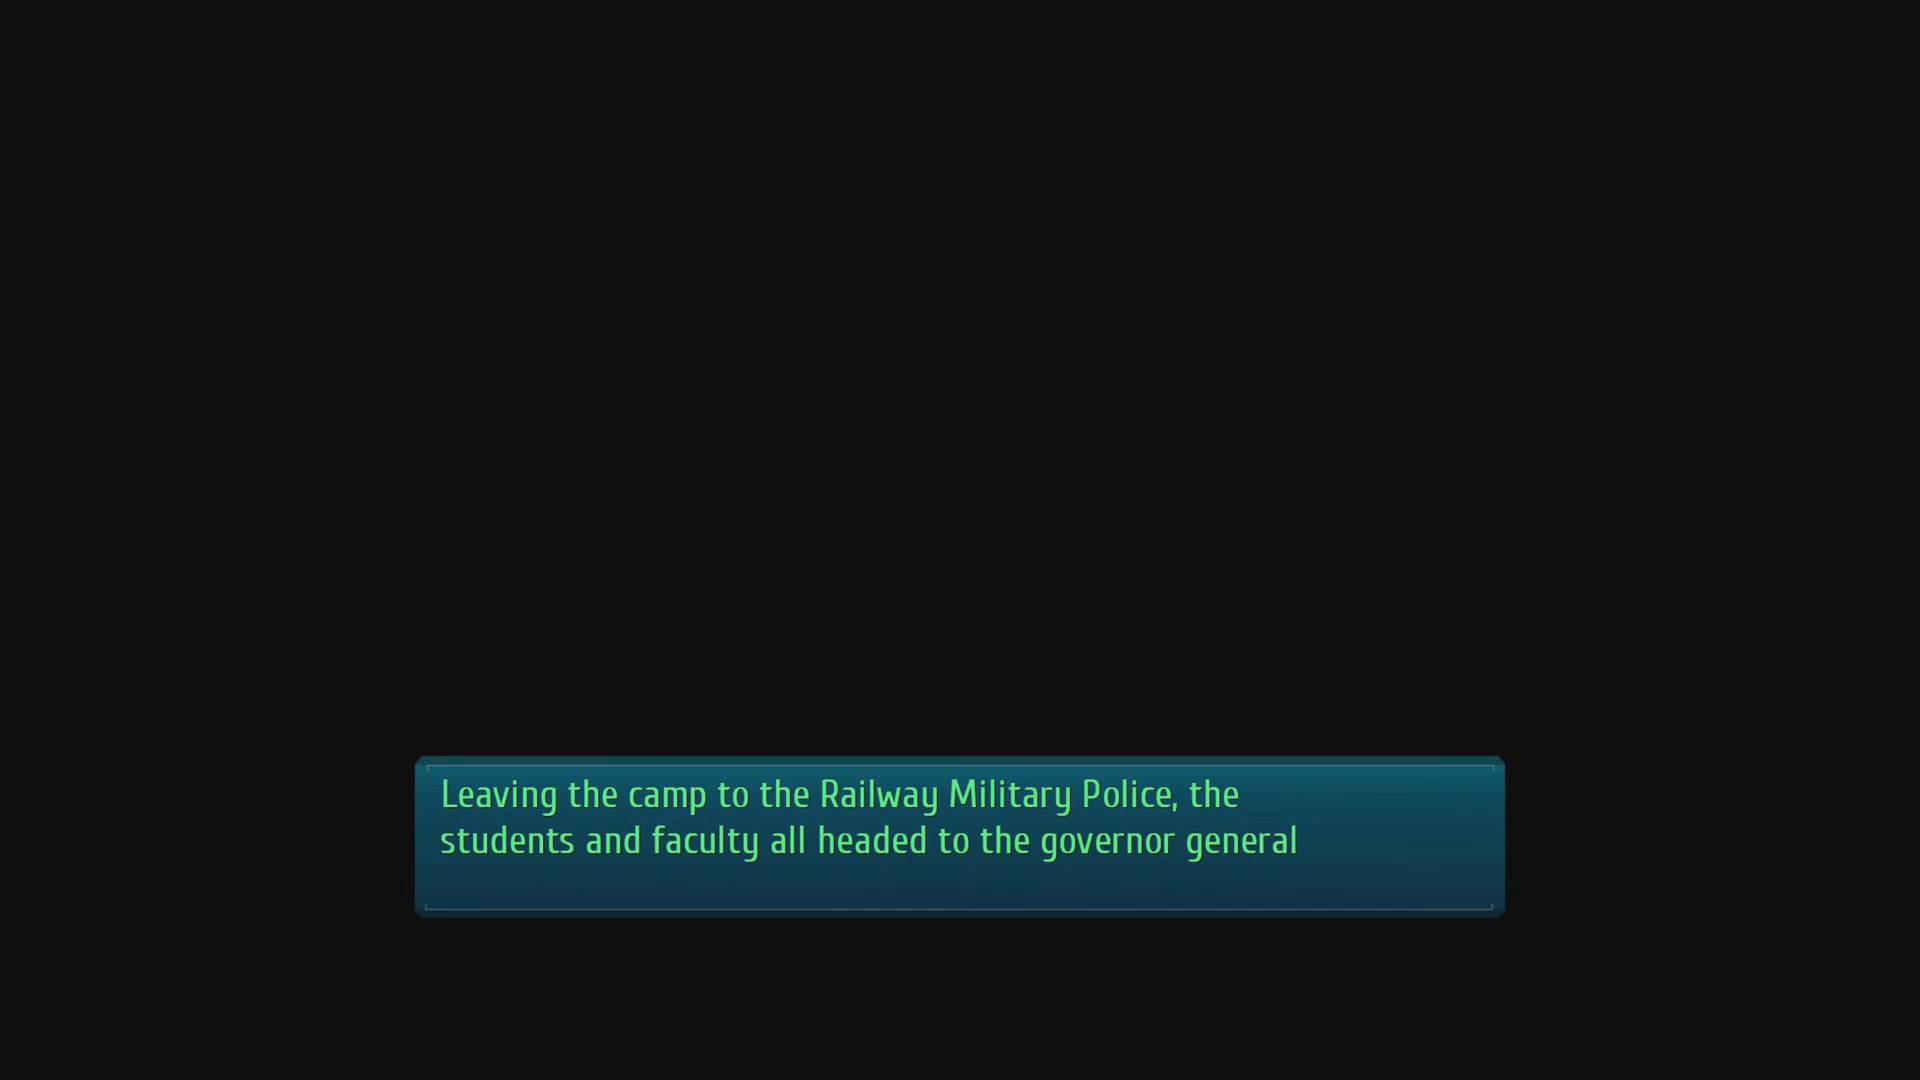 Leaving the camp to the Railway Military Police, the
students and faculty all headed to the governor general